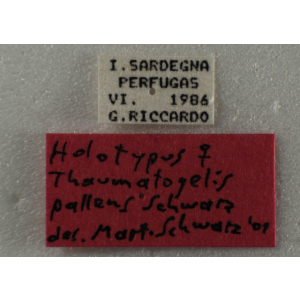 I. SARDEGNA
PERFUGAS
VI. 1986
G.RICCARDO
Holotypus ♀
Thaumatogelis
pallens Schwarz
det. Mart. Schwarz '01